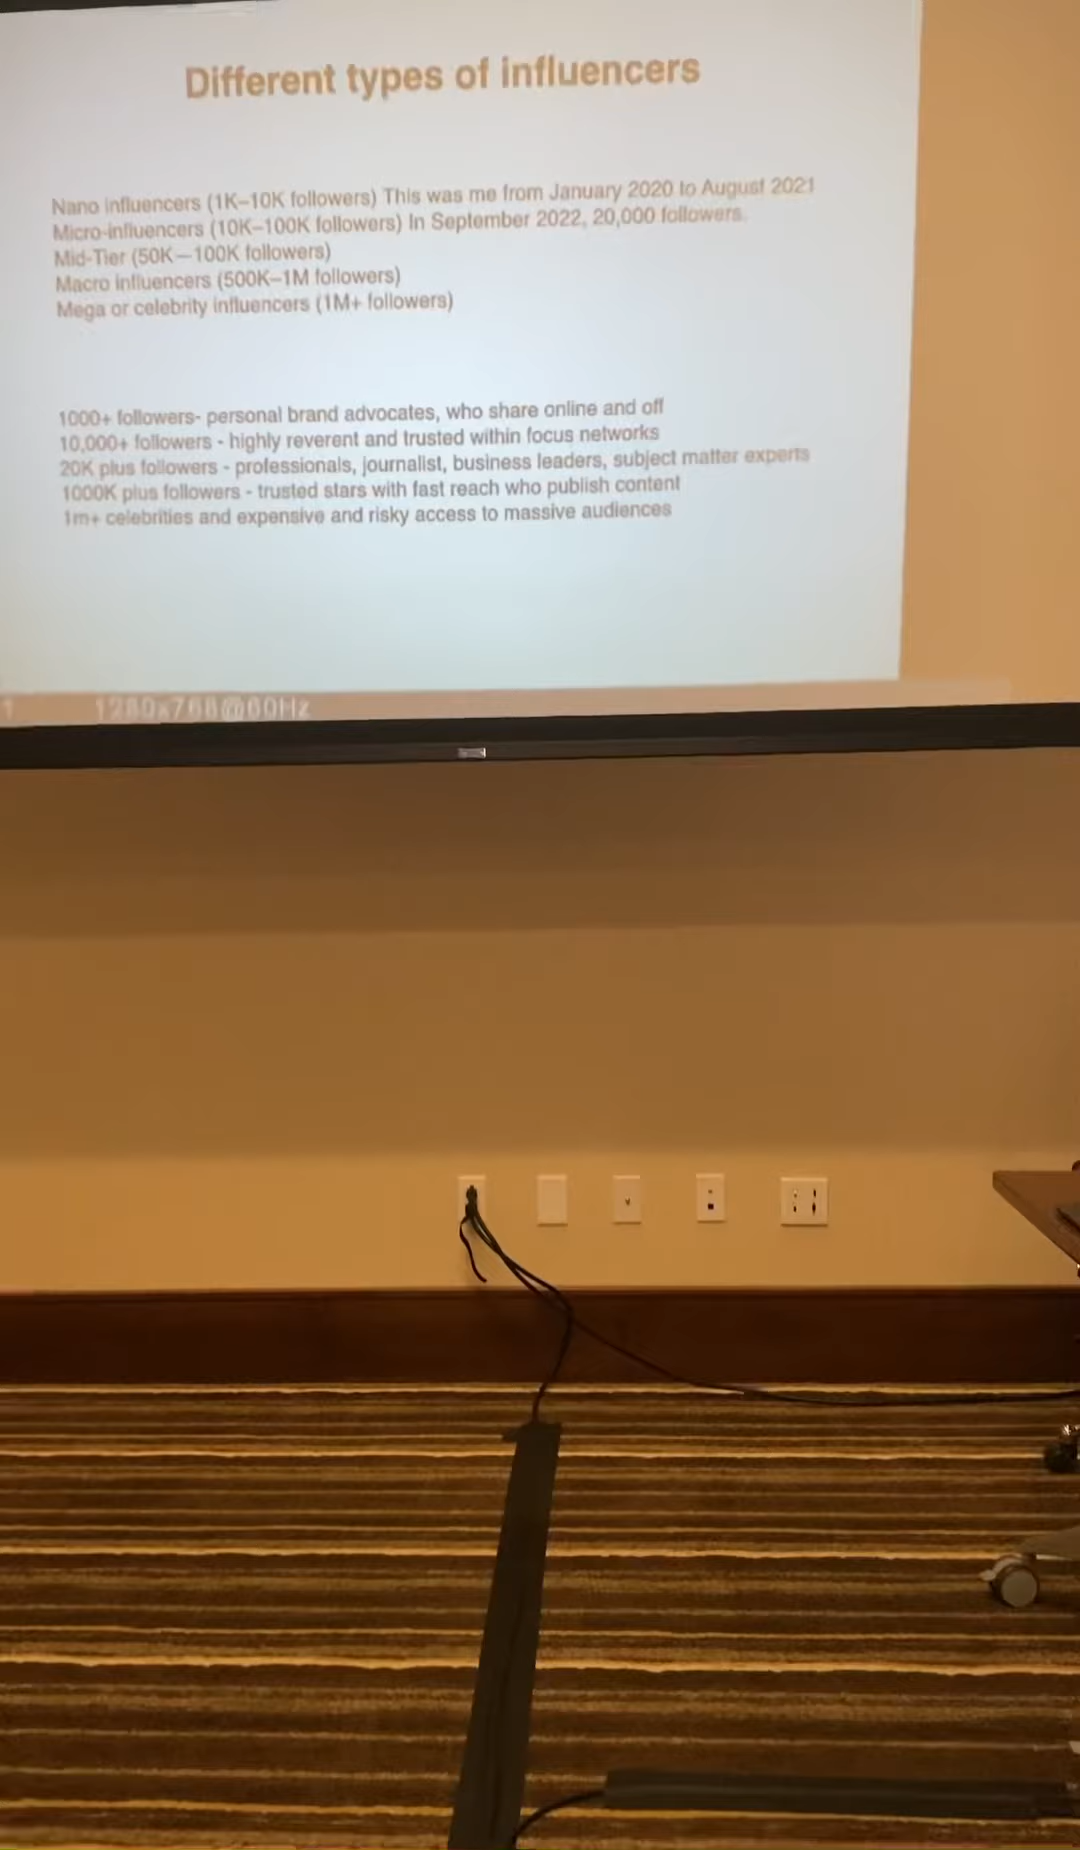 Different types of influencers
Nano influencers (1K–10K followers) This was me from January 2020 to August 2021
Micro-influencers (10K–100K followers) In September 2022, 20,000 followers.
Mid-Tier (50K—100K followers)
Macro influencers (500K–1M followers)
Mega or celebrity influencers (1M+ followers)
1000+ followers- personal brand advocates, who share online and off
10,000+ followers - highly reverent and trusted within focus networks
20K plus followers - professionals, journalist, business leaders, subject matter experts
1000K plus followers - trusted stars with fast reach who publish content
1m+ celebrities and expensive and risky access to massive audiences
1 1280x768@60Hz